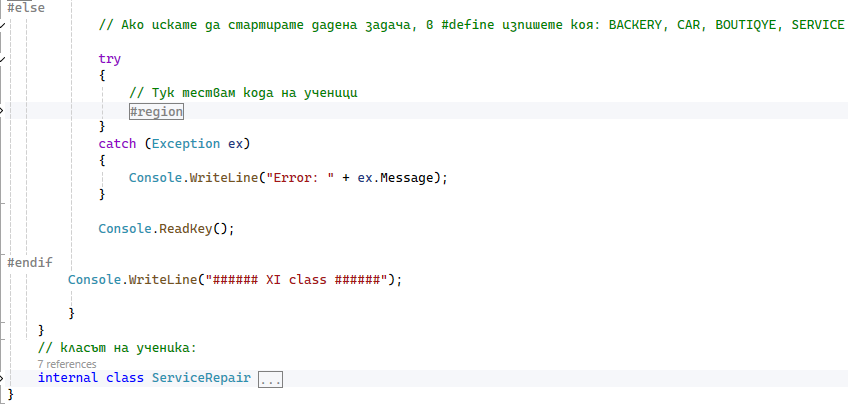 #else
// Ако искате да стартирате дадена задача, в #define изпишете коя: BACKERY, CAR, BOUTIQYE, SERVICE
try
{
// Тук тествам кода на ученици
#region
}
catch (Exception ex)
{
Console.WriteLine("Error: " + ex.Message);
}
Console.ReadKey();
#endif
Console.WriteLine("###### XI class ######");
}
}
// класът на ученика:
7 references
internal class ServiceRepair ...
}